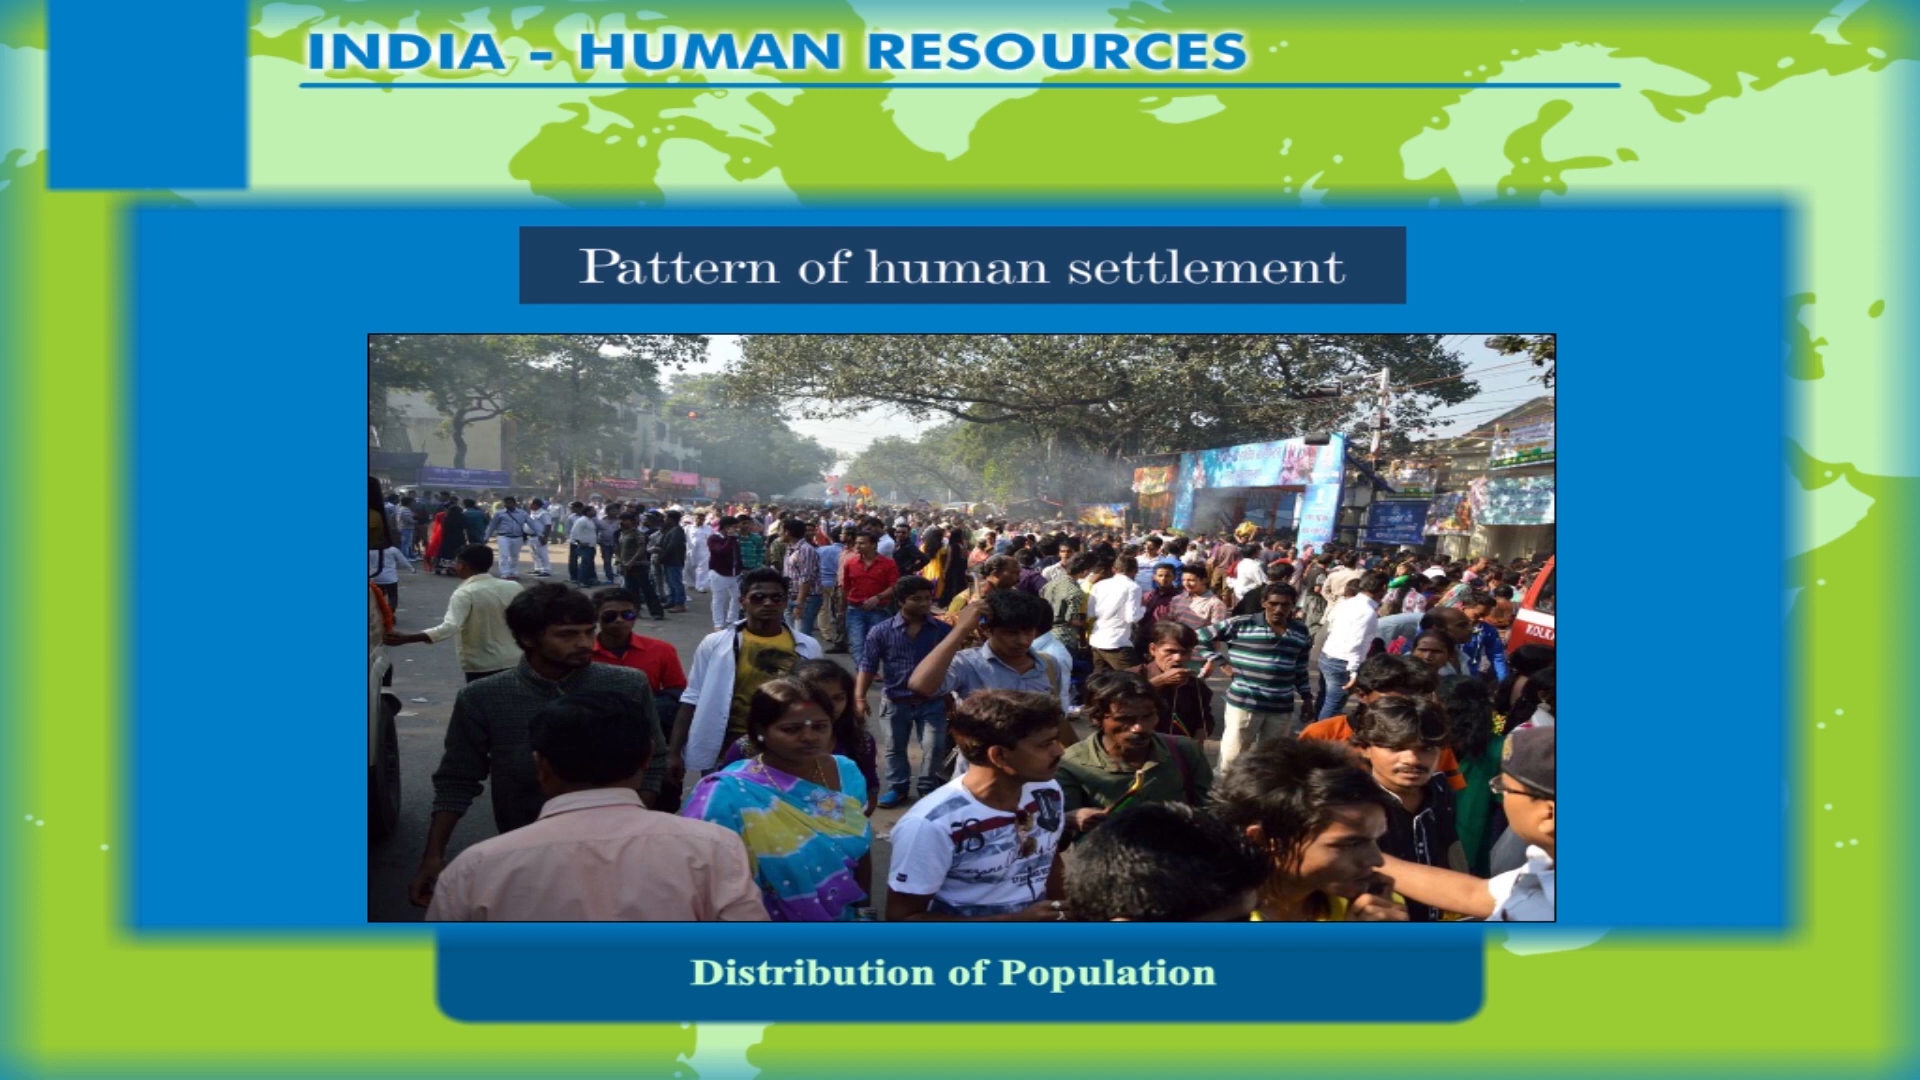 INDIA - HUMAN RESOURCES
Pattern of human settlement
Distribution of Population